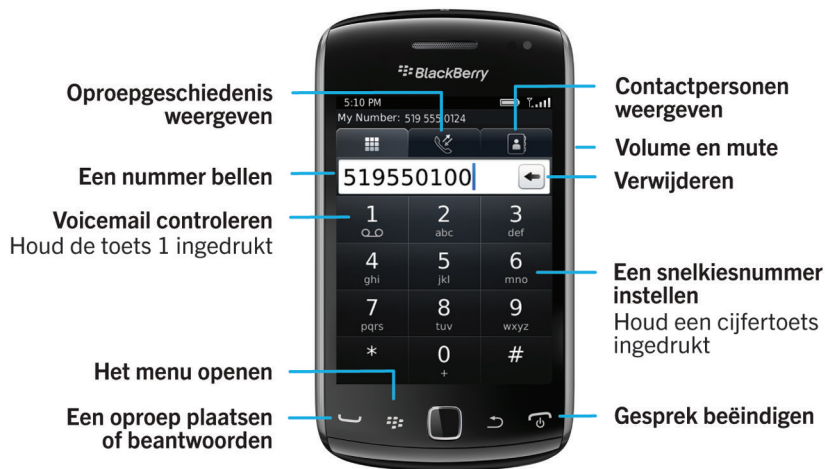 BlackBerry
5:10 PM
My Number: 519 555 0124
519550100
1
2
abc
3
def
4
ghi
5
jkl
6
mno
7
pqrs
8
tuv
9
wxyz
*
0
+
#
Oproepgeschiedenis
weergeven
Een nummer bellen
Voicemail controleren
Houd de toets 1 ingedrukt
Het menu openen
Een oproep plaatsen
of beantwoorden
Contactpersonen
weergeven
Volume en mute
Verwijderen
Een snelkiesnummer
instellen
Houd een cijfertoets
ingedrukt
Gesprek beëindigen